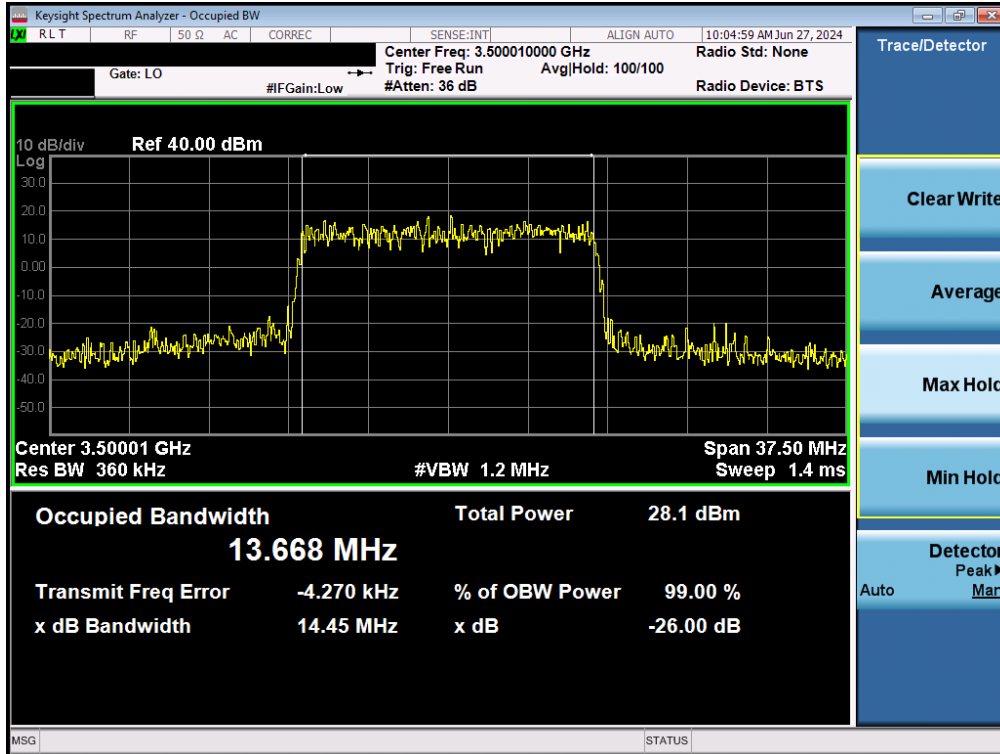 Keysight Spectrum Analyzer - Occupied BW
LXI RLT RF 50 Ω AC CORREC SENSE:INT ALIGN AUTO 10:04:59 AM Jun 27, 2024
Center Freq: 3.500010000 GHz Radio Std: None
Gate: LO Trig: Free Run Avg|Hold: 100/100
#IFGain:Low #Atten: 36 dB Radio Device: BTS
Trace/Detector
10 dB/div Ref 40.00 dBm
Log
30.0
20.0
10.0
0.00
-10.0
-20.0
-30.0
-40.0
-50.0
Center 3.50001 GHz Span 37.50 MHz
Res BW 360 kHz #VBW 1.2 MHz Sweep 1.4 ms
Occupied Bandwidth Total Power 28.1 dBm
13.668 MHz
Transmit Freq Error -4.270 kHz % of OBW Power 99.00 %
x dB Bandwidth 14.45 MHz x dB -26.00 dB
Clear Write
Average
Max Hold
Min Hold
Detector
Peak
Auto Man
MSG STATUS